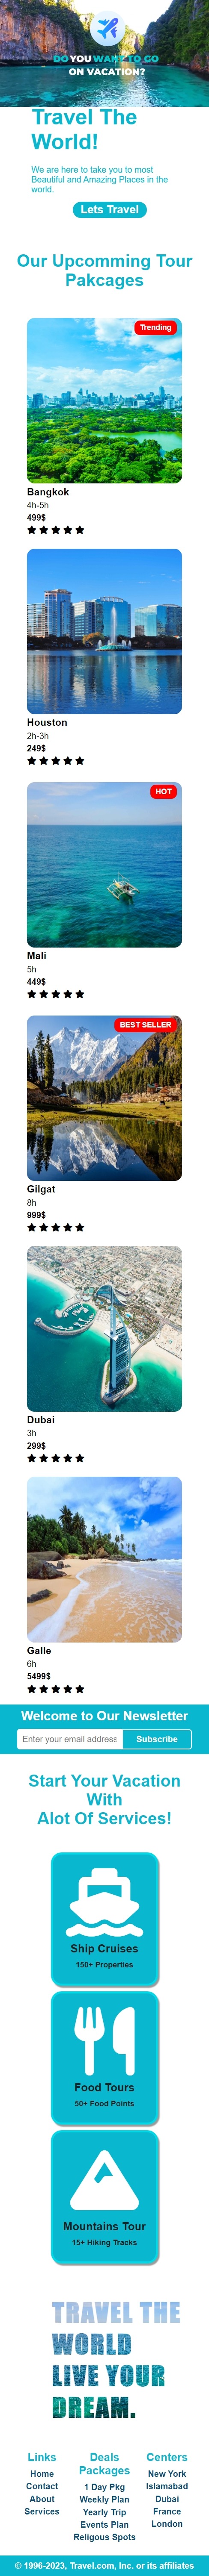 DO YOU WANT TO GO
ON VACATION?
Travel The
World!
We are here to take you to most
Beautiful and Amazing Places in the
world.
Lets Travel
Our Upcomming Tour
Pakcages
Trending
Bangkok
4h-5h
499$
Houston
2h-3h
249$
HOT
Mali
5h
449$
BEST SELLER
Gilgat
8h
999$
Dubai
3h
299$
Galle
6h
5499$
Welcome to Our Newsletter
Enter your email address
Subscribe
Start Your Vacation
With
Alot Of Services!
Ship Cruises
150+ Properties
Food Tours
50+ Food Points
Mountains Tour
15+ Hiking Tracks
TRAVEL THE
WORLD
LIVE YOUR
DREAM.
Links
Home
Contact
About
Services
Deals
Packages
1 Day Pkg
Weekly Plan
Yearly Trip
Events Plan
Religous Spots
Centers
New York
Islamabad
Dubai
France
London
© 1996-2023, Travel.com, Inc. or its affiliates